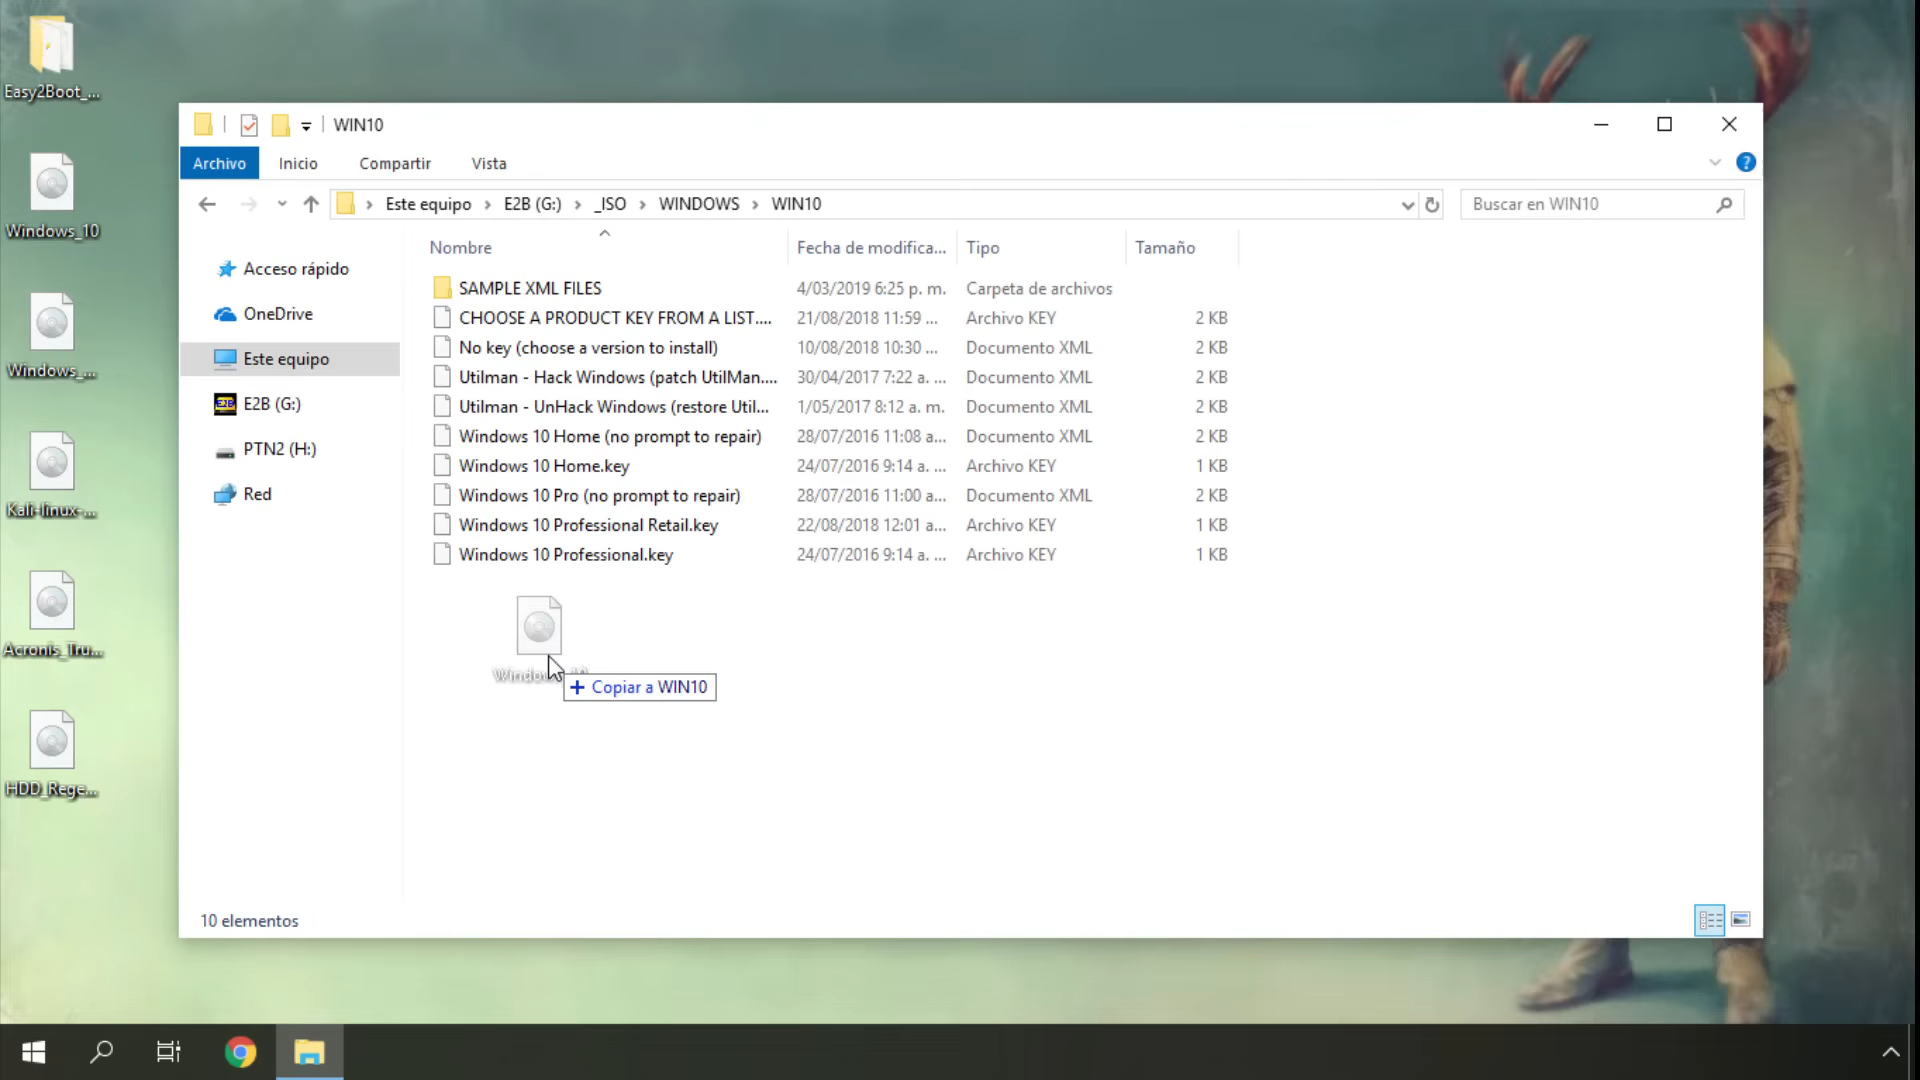 Easy2Boot_...
Windows_10
Windows_...
Kali-linux-...
Acronis_Tru...
HDD_Rege...
WIN10
Archivo Inicio Compartir Vista
Este equipo > E2B (G:) > _ISO > WINDOWS > WIN10
Buscar en WIN10
Acceso rápido
OneDrive
Este equipo
E2B (G:)
PTN2 (H:)
Red
Nombre Fecha de modifica... Tipo Tamaño
SAMPLE XML FILES 4/03/2019 6:25 p. m. Carpeta de archivos
CHOOSE A PRODUCT KEY FROM A LIST.... 21/08/2018 11:59 ... Archivo KEY 2 KB
No key (choose a version to install) 10/08/2018 10:30 ... Documento XML 2 KB
Utilman - Hack Windows (patch UtilMan.... 30/04/2017 7:22 a. ... Documento XML 2 KB
Utilman - UnHack Windows (restore Util... 1/05/2017 8:12 a. m. Documento XML 2 KB
Windows 10 Home (no prompt to repair) 28/07/2016 11:08 a... Documento XML 2 KB
Windows 10 Home.key 24/07/2016 9:14 a. ... Archivo KEY 1 KB
Windows 10 Pro (no prompt to repair) 28/07/2016 11:00 a... Documento XML 2 KB
Windows 10 Professional Retail.key 22/08/2018 12:01 a... Archivo KEY 1 KB
Windows 10 Professional.key 24/07/2016 9:14 a. ... Archivo KEY 1 KB
+ Copiar a WIN10
10 elementos